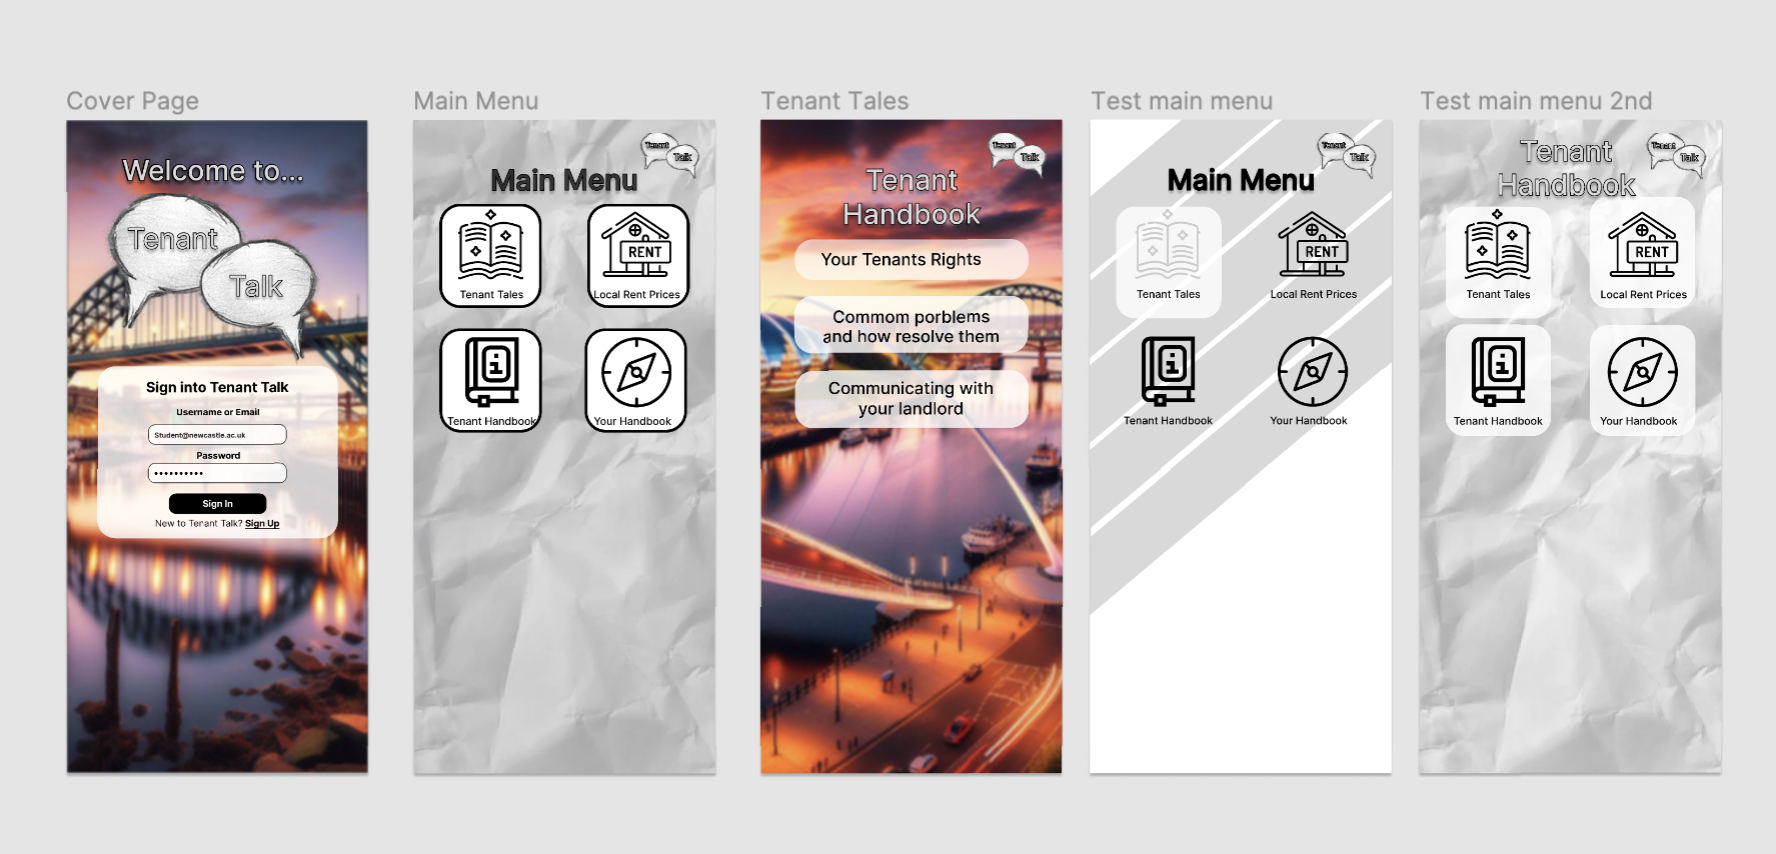 Cover Page
Welcome to...
Tenant
Talk
Sign into Tenant Talk
Username or Email
Student@newcastle.ac.uk
Password
Sign In
New to Tenant Talk? Sign Up
Main Menu
Tenant
Talk
Main Menu
RENT
Tenant Tales
Local Rent Prices
Tenant Handbook
Your Handbook
Tenant Tales
Tenant
Talk
Tenant
Handbook
Your Tenants Rights
Commom porblems
and how resolve them
Communicating with
your landlord
Test main menu
Tenant
Talk
Main Menu
RENT
Tenant Tales
Local Rent Prices
Tenant Handbook
Your Handbook
Test main menu 2nd
Tenant
Talk
Tenant
Handbook
RENT
Tenant Tales
Local Rent Prices
Tenant Handbook
Your Handbook